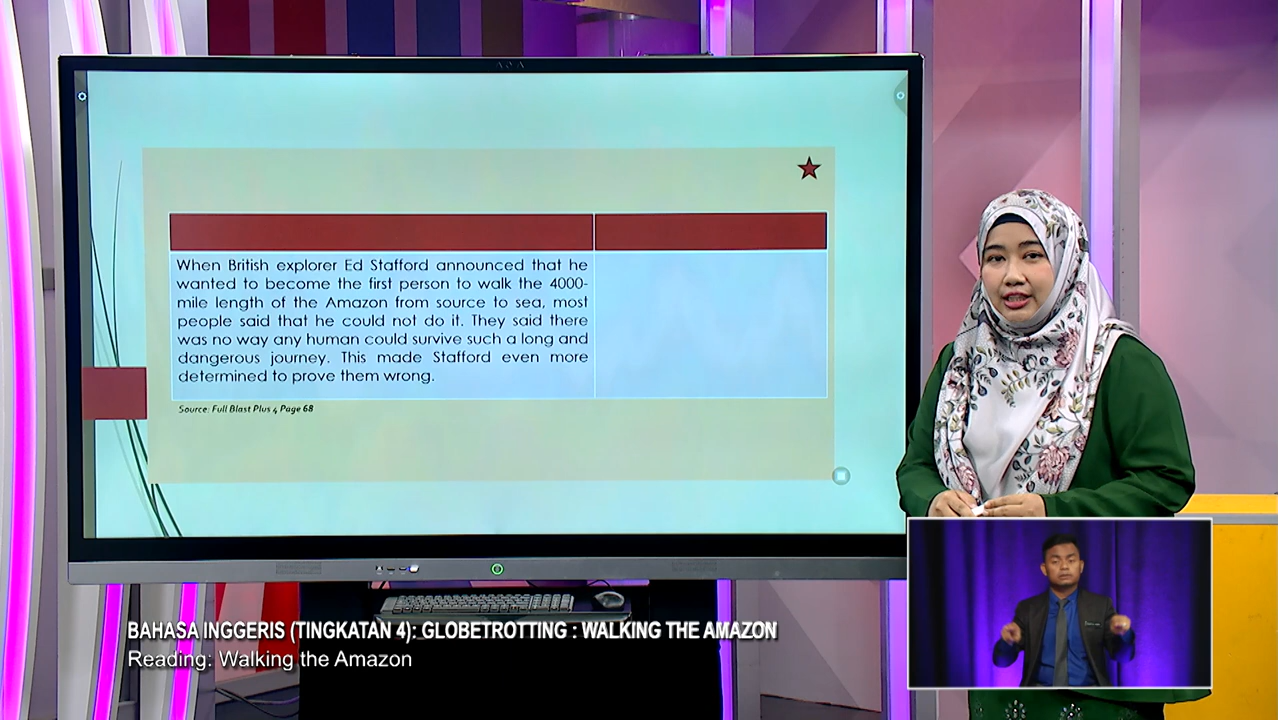 When British explorer Ed Stafford announced that he
wanted to become the first person to walk the 4000-
mile length of the Amazon from source to sea, most
people said that he could not do it. They said there
was no way any human could survive such a long and
dangerous journey. This made Stafford even more
determined to prove them wrong.
Source: Full Blast Plus 4 Page 68
BAHASA INGGERIS (TINGKATAN 4): GLOBETROTTING : WALKING THE AMAZON
Reading: Walking the Amazon